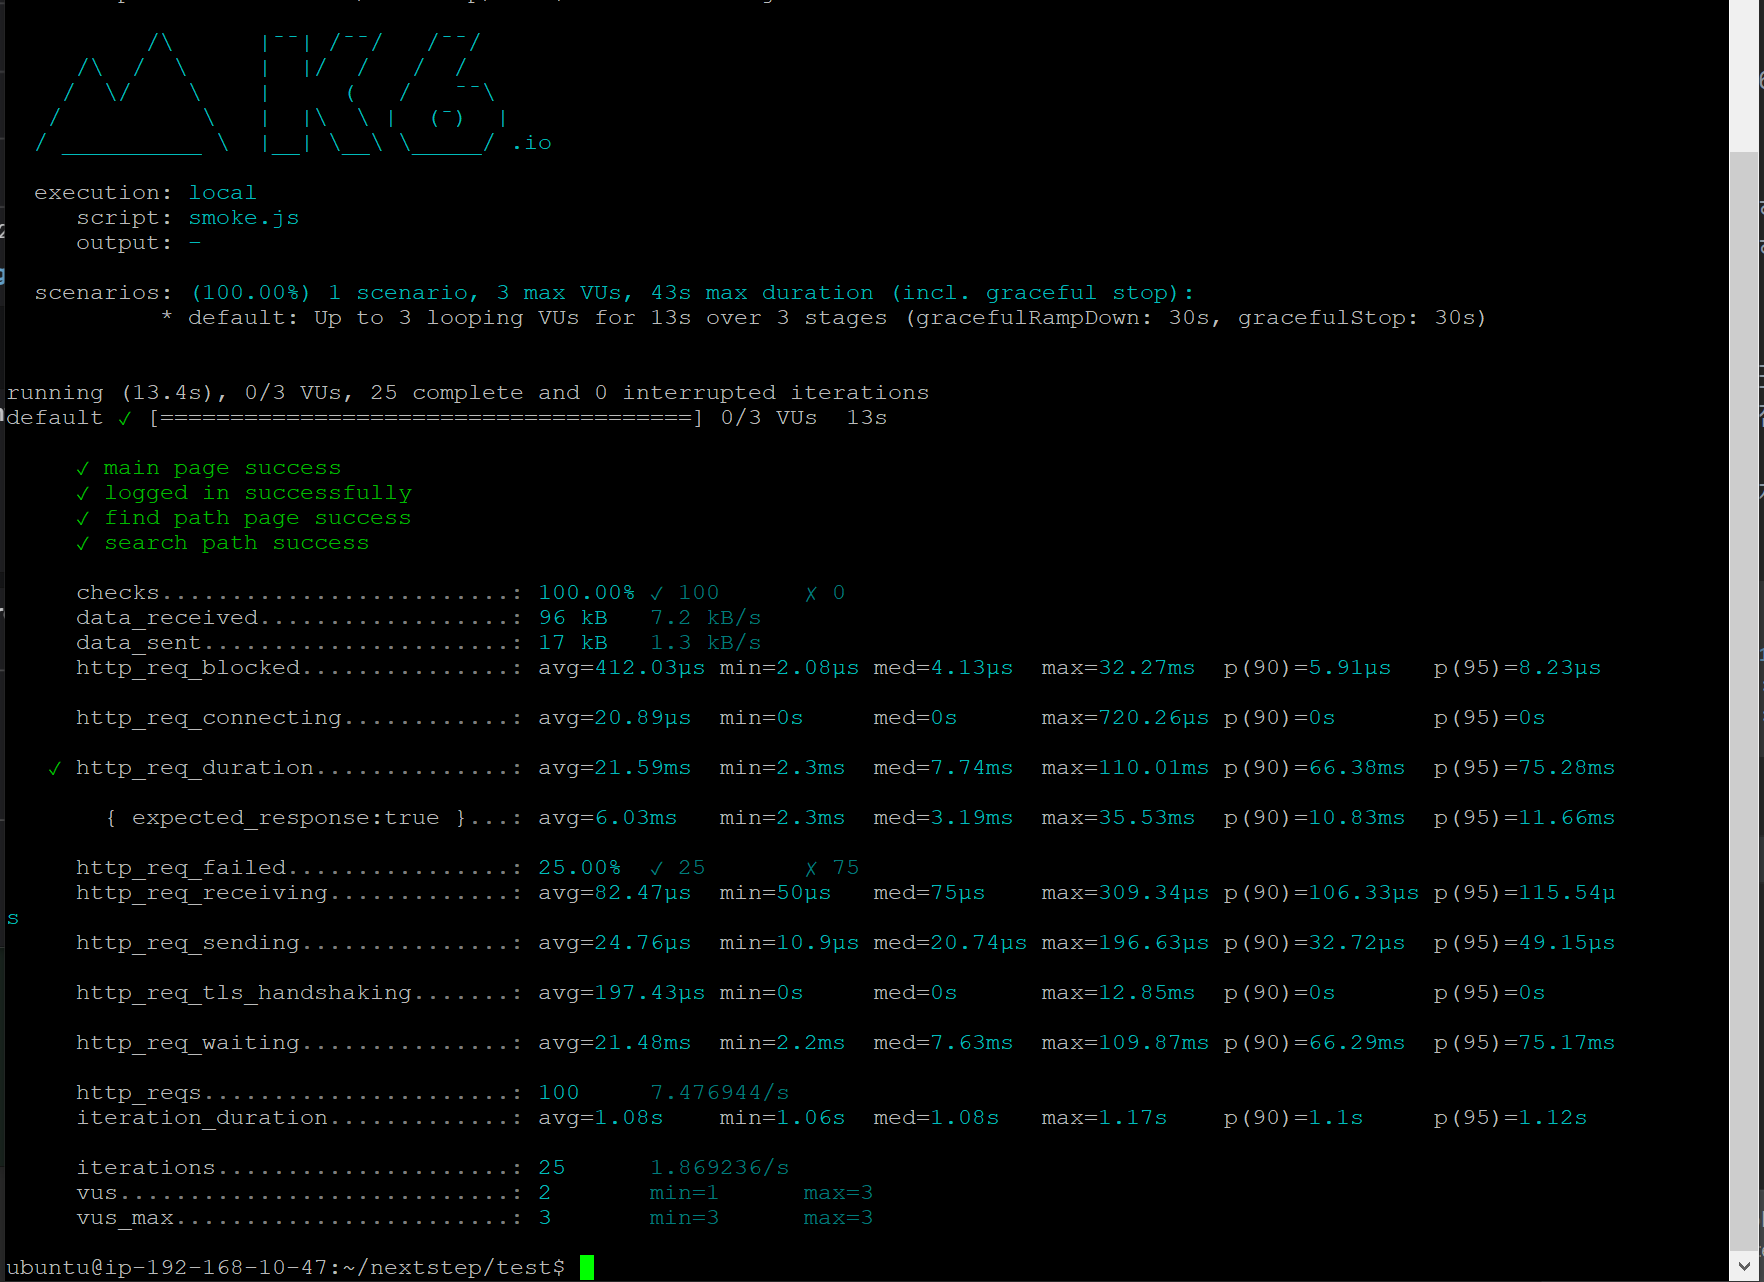 /\      |‾‾| /‾‾/   /‾‾/
     /\  /  \     |  |/  /   /  /
    /  \/    \    |     (   /   ‾‾\
   /          \   |  |\  \ |  (‾)  |
  / __________ \  |__| \__\ \_____/ .io
  execution: local
     script: smoke.js
     output: -
  scenarios: (100.00%) 1 scenario, 3 max VUs, 43s max duration (incl. graceful stop):
           * default: Up to 3 looping VUs for 13s over 3 stages (gracefulRampDown: 30s, gracefulStop: 30s)
running (13.4s), 0/3 VUs, 25 complete and 0 interrupted iterations
default ✓ [======================================] 0/3 VUs  13s
     ✓ main page success
     ✓ logged in successfully
     ✓ find path page success
     ✓ search path success
     checks.........................: 100.00% ✓ 100      ✗ 0
     data_received..................: 96 kB   7.2 kB/s
     data_sent......................: 17 kB   1.3 kB/s
     http_req_blocked...............: avg=412.03µs min=2.08µs med=4.13µs  max=32.27ms  p(90)=5.91µs   p(95)=8.23µs
     http_req_connecting............: avg=20.89µs  min=0s     med=0s      max=720.26µs p(90)=0s       p(95)=0s
   ✓ http_req_duration..............: avg=21.59ms  min=2.3ms  med=7.74ms  max=110.01ms p(90)=66.38ms  p(95)=75.28ms
       { expected_response:true }...: avg=6.03ms   min=2.3ms  med=3.19ms  max=35.53ms  p(90)=10.83ms  p(95)=11.66ms
     http_req_failed................: 25.00%  ✓ 25       ✗ 75
     http_req_receiving.............: avg=82.47µs  min=50µs   med=75µs    max=309.34µs p(90)=106.33µs p(95)=115.54µ
s
     http_req_sending...............: avg=24.76µs  min=10.9µs med=20.74µs max=196.63µs p(90)=32.72µs  p(95)=49.15µs
     http_req_tls_handshaking.......: avg=197.43µs min=0s     med=0s      max=12.85ms  p(90)=0s       p(95)=0s
     http_req_waiting...............: avg=21.48ms  min=2.2ms  med=7.63ms  max=109.87ms p(90)=66.29ms  p(95)=75.17ms
     http_reqs......................: 100     7.476944/s
     iteration_duration.............: avg=1.08s    min=1.06s  med=1.08s   max=1.17s    p(90)=1.1s     p(95)=1.12s
     iterations.....................: 25      1.869236/s
     vus............................: 2       min=1      max=3
     vus_max........................: 3       min=3      max=3
ubuntu@ip-192-168-10-47:~/nextstep/test$